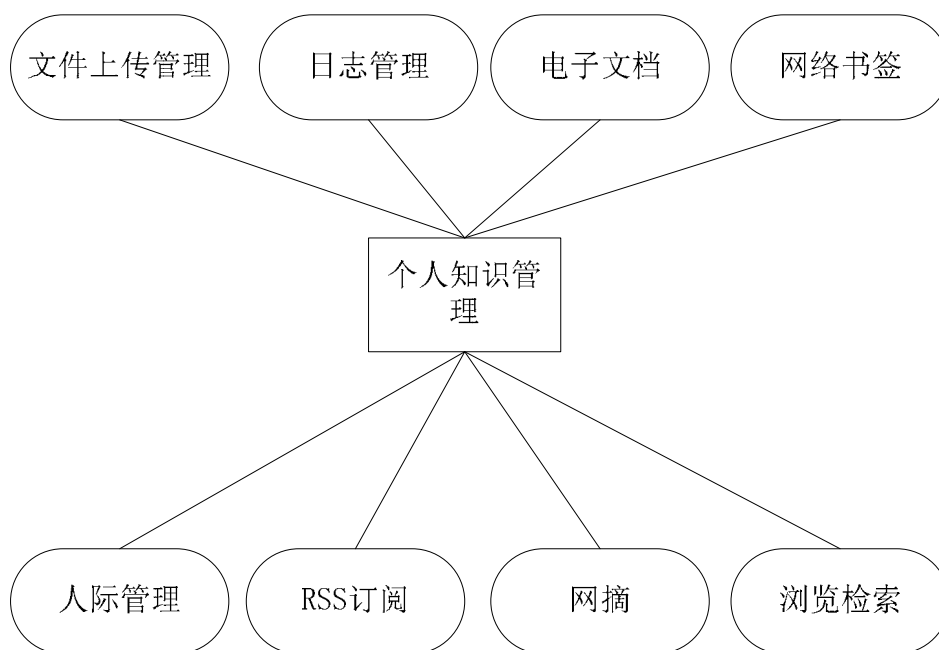 文件上传管理
日志管理
电子文档
网络书签
个人知识管
理
人际管理
RSS订阅
网摘
浏览检索